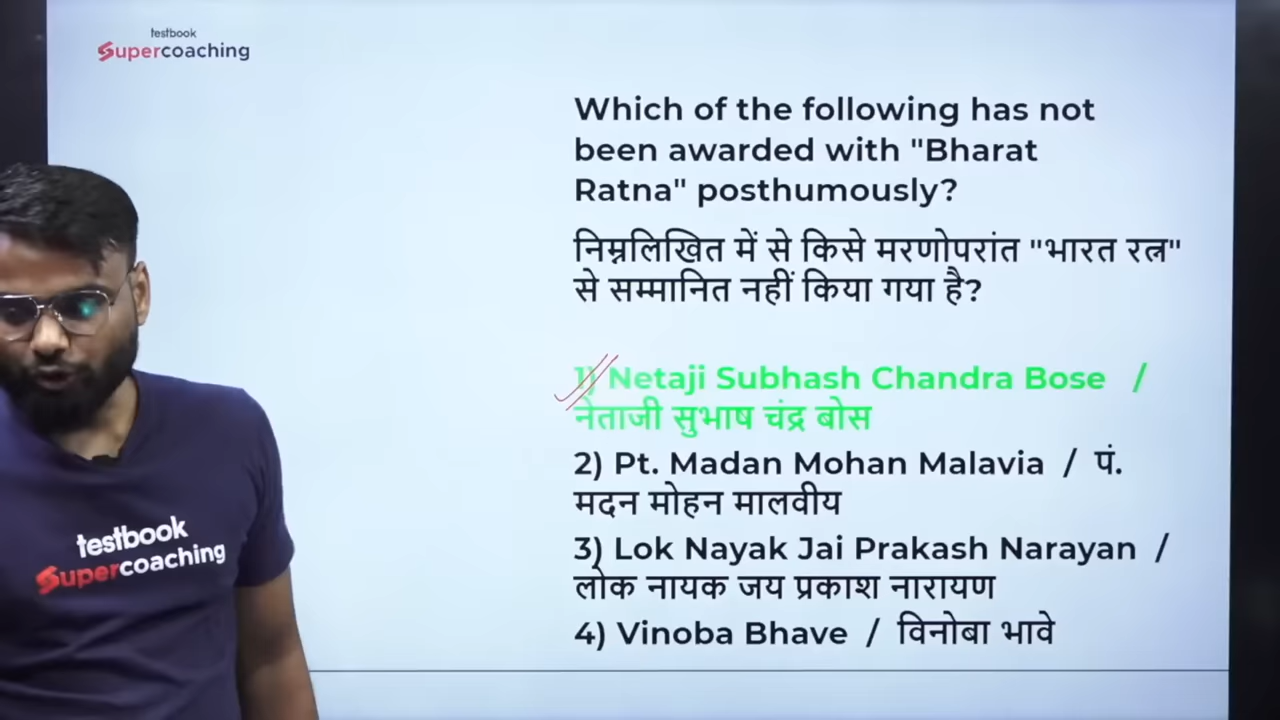 testbook
Supercoaching
Which of the following has not
been awarded with "Bharat
Ratna" posthumously?
निम्नलिखित में से किसे मरणोपरांत "भारत रत्न"
से सम्मानित नहीं किया गया है?
1) Netaji Subhash Chandra Bose /
नेताजी सुभाष चंद्र बोस
2) Pt. Madan Mohan Malavia / पं.
मदन मोहन मालवीय
3) Lok Nayak Jai Prakash Narayan /
लोक नायक जय प्रकाश नारायण
4) Vinoba Bhave / विनोबा भावे
testbook
Supercoaching